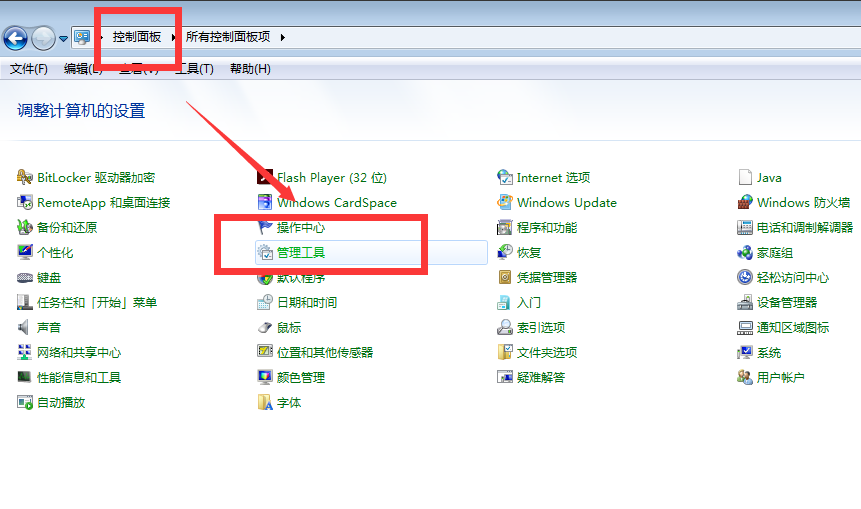 控制面板 所有控制面板项
文件(F) 编辑(E) 查看(V) 工具(T) 帮助(H)
调整计算机的设置
BitLocker 驱动器加密 Flash Player (32 位) Internet 选项 Java
RemoteApp 和桌面连接 Windows CardSpace Windows Update Windows 防火墙
备份和还原 操作中心 程序和功能 电话和调制解调器
个性化 管理工具 恢复 家庭组
键盘 默认程序 凭据管理器 轻松访问中心
任务栏和「开始」菜单 日期和时间 入门 设备管理器
声音 鼠标 索引选项 通知区域图标
网络和共享中心 位置和其他传感器 文件夹选项 系统
性能信息和工具 颜色管理 疑难解答 用户帐户
自动播放 字体